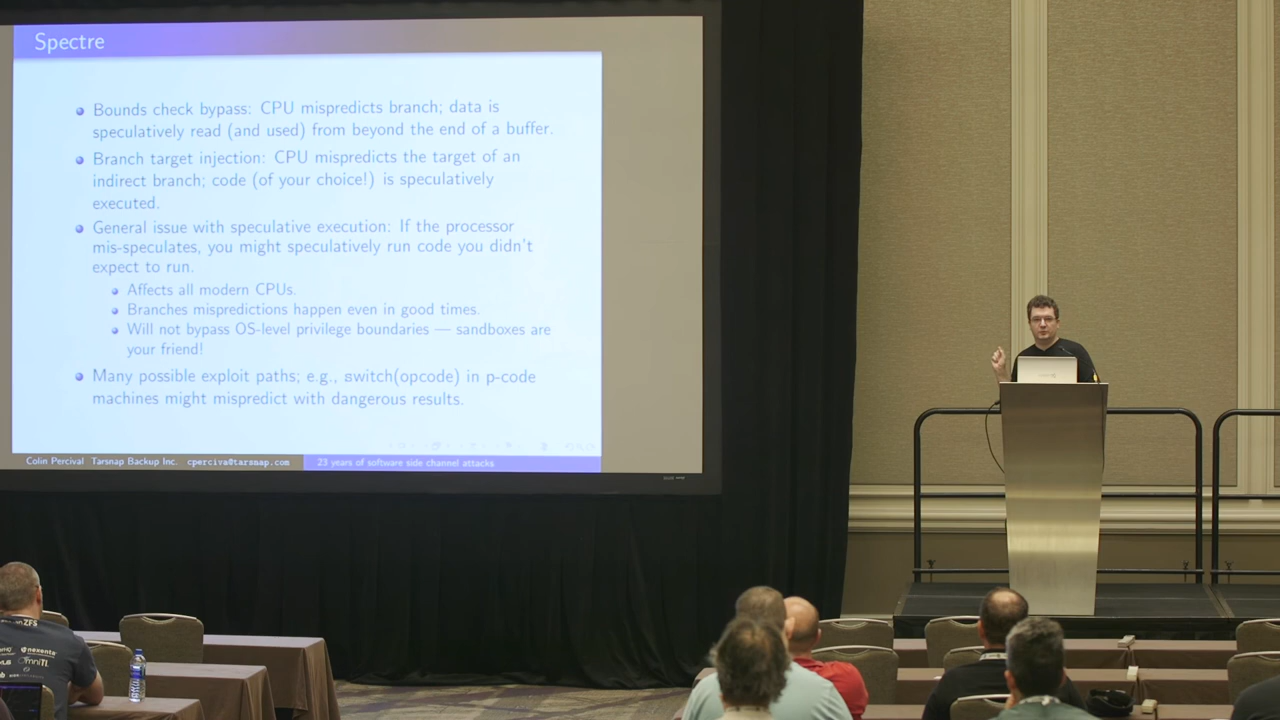 Spectre
Bounds check bypass: CPU mispredicts branch; data is
speculatively read (and used) from beyond the end of a buffer.
Branch target injection: CPU mispredicts the target of an
indirect branch; code (of your choice!) is speculatively
executed.
General issue with speculative execution: If the processor
mis-speculates, you might speculatively run code you didn't
expect to run.
Affects all modern CPUs.
Branches mispredictions happen even in good times.
Will not bypass OS-level privilege boundaries — sandboxes are
your friend!
Many possible exploit paths; e.g., switch(opcode) in p-code
machines might mispredict with dangerous results.
Colin Percival Tarsnap Backup Inc. cperciva@tarsnap.com
23 years of software side channel attacks
ZFS
nexenta
OmniTI